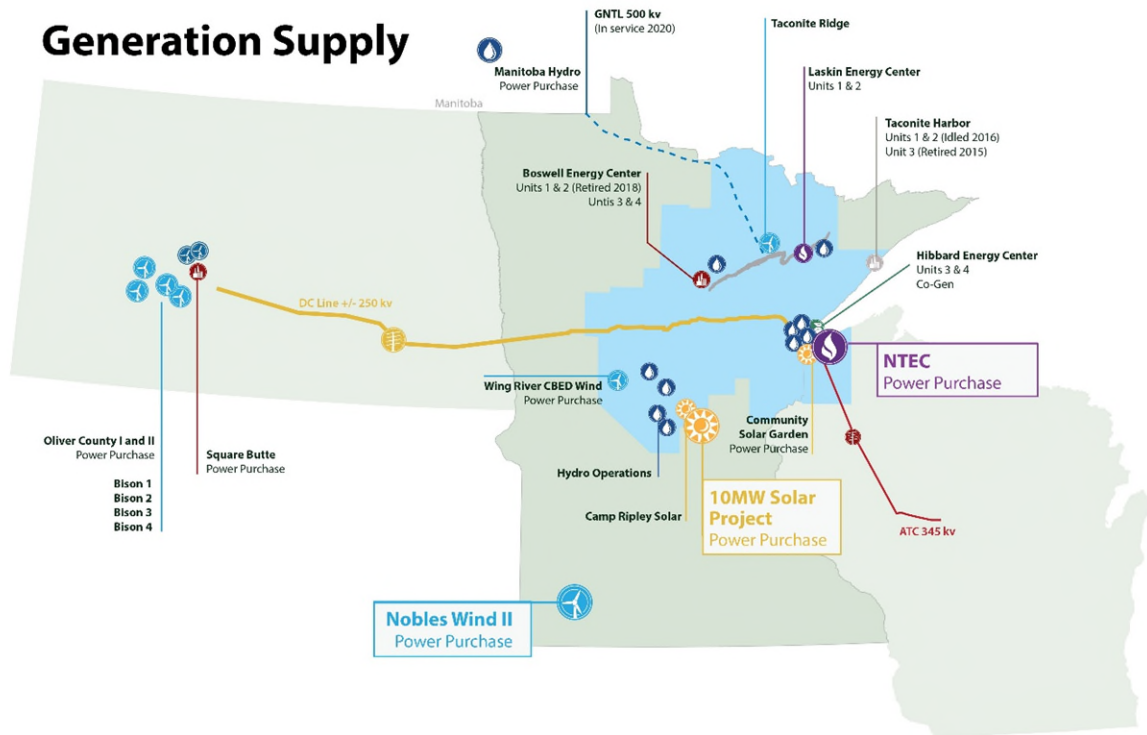 Generation Supply
GNTL 500 kv
(In service 2020)
Taconite Ridge
Manitoba Hydro
Power Purchase
Laskin Energy Center
Units 1 & 2
Manitoba
Taconite Harbor
Units 1 & 2 (Idled 2016)
Unit 3 (Retired 2015)
Boswell Energy Center
Units 1 & 2 (Retired 2018)
Untis 3 & 4
Hibbard Energy Center
Units 3 & 4
Co-Gen
DC Line +/- 250 kv
NTEC
Power Purchase
Wing River CBED Wind
Power Purchase
Community
Solar Garden
Power Purchase
Oliver County I and II
Power Purchase
Bison 1
Bison 2
Bison 3
Bison 4
Square Butte
Power Purchase
Hydro Operations
10MW Solar
Project
Power Purchase
Camp Ripley Solar
ATC 345 kv
Nobles Wind II
Power Purchase